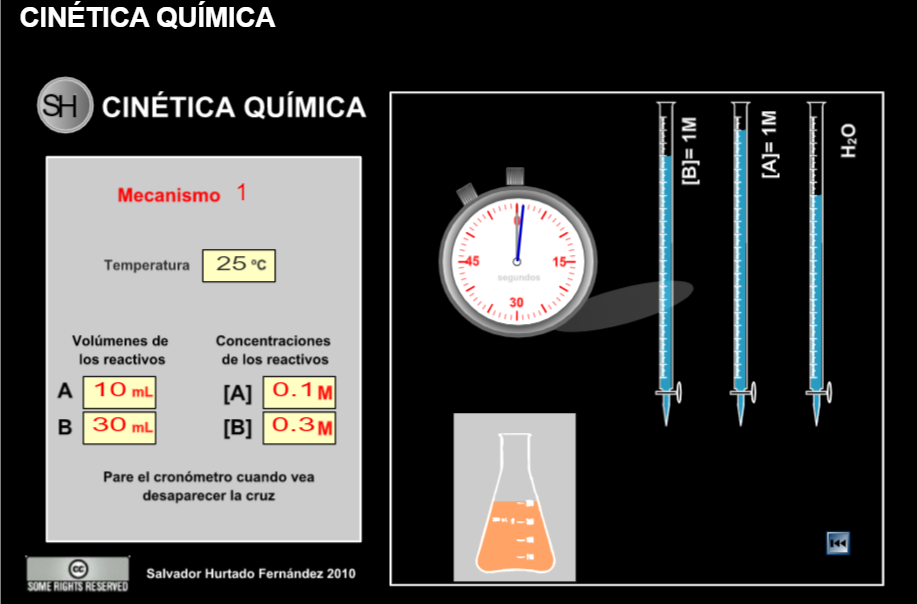 CINÉTICA QUÍMICA
SH CINÉTICA QUÍMICA
Mecanismo 1
Temperatura 25 ºC
Volúmenes de
los reactivos
Concentraciones
de los reactivos
A 10 mL
[A] 0.1 M
B 30 mL
[B] 0.3 M
Pare el cronómetro cuando vea
desaparecer la cruz
cc
SOME RIGHTS RESERVED
Salvador Hurtado Fernández 2010
0
45
15
segundos
30
[B]= 1M
[A]= 1M
H₂O